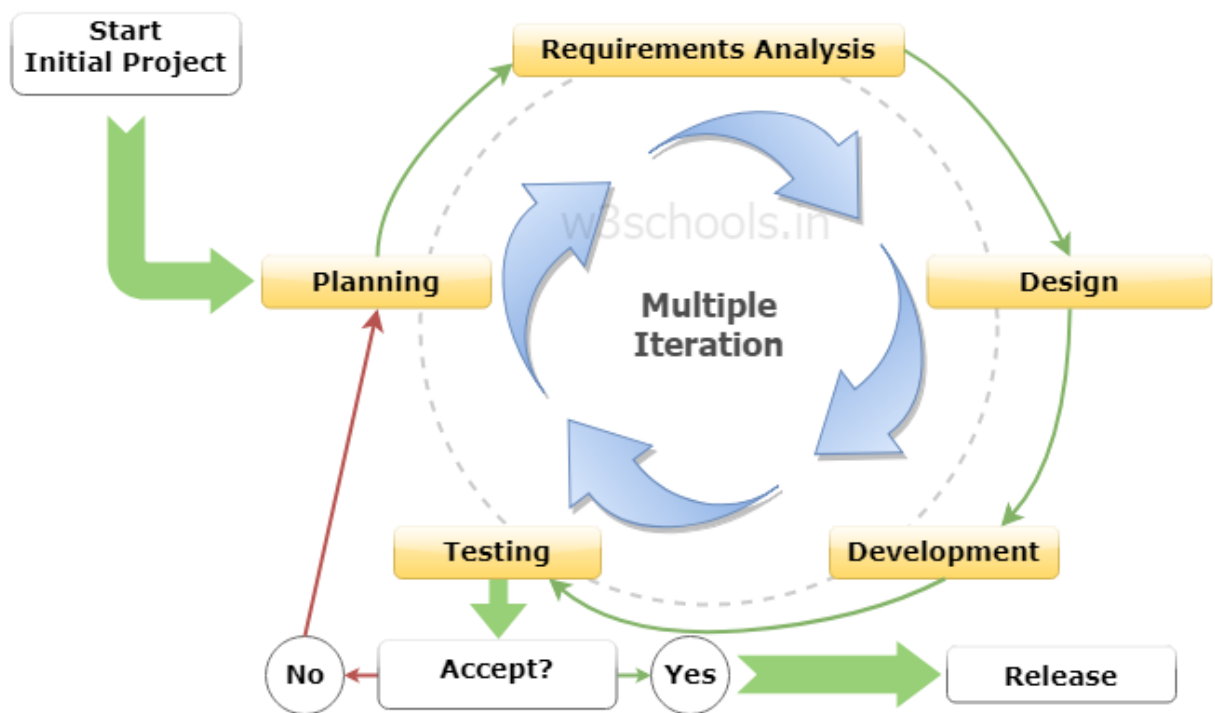 Start
Initial Project
Requirements Analysis
w3schools.in
Planning
Design
Multiple
Iteration
Testing
Development
No
Accept?
Yes
Release